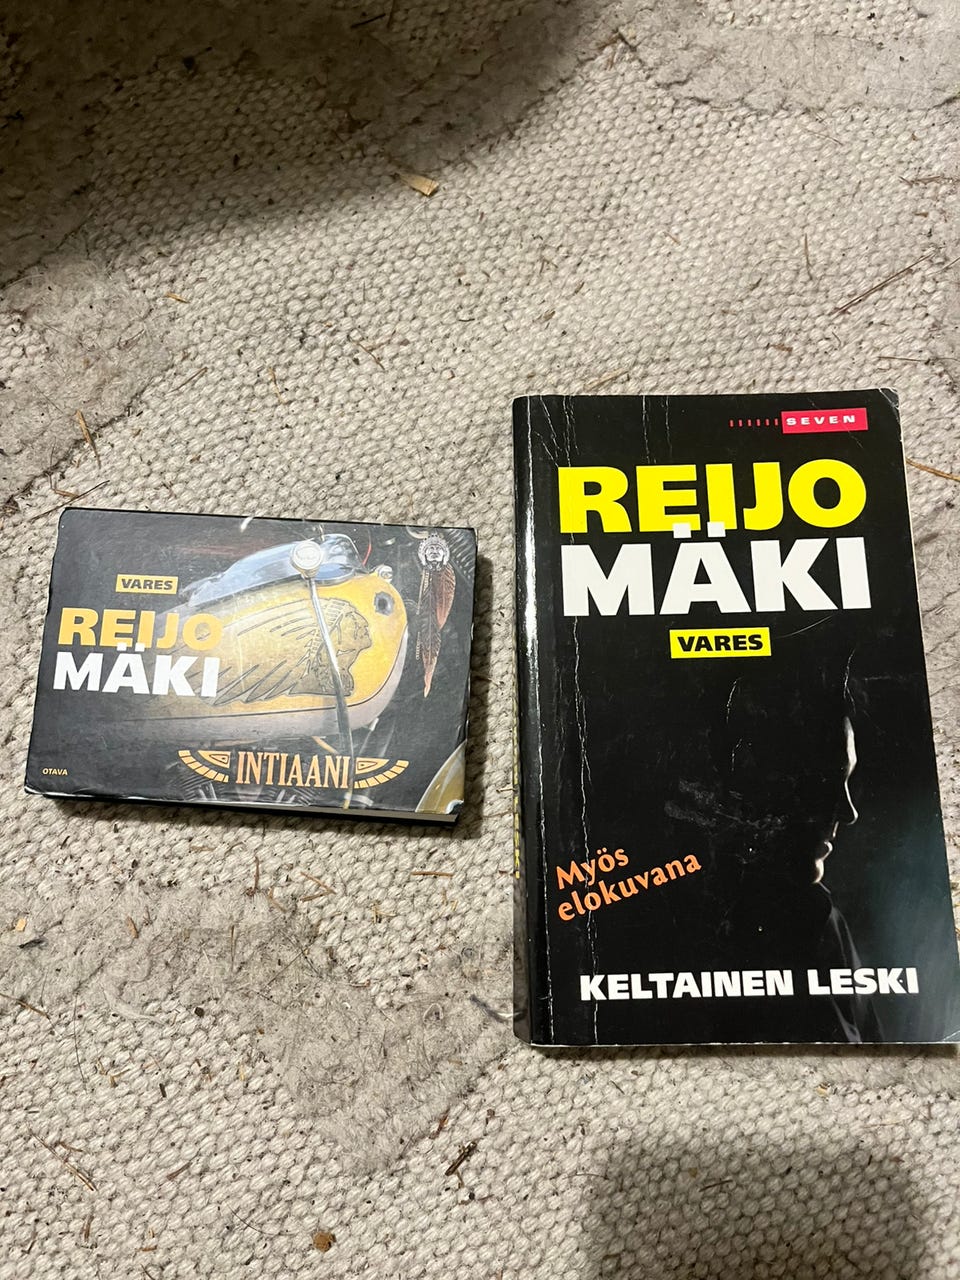 VARES
REIJO
MÄKI
INTIAANI
OTAVA
SEVEN
REIJO
MÄKI
VARES
Myös
elokuvana
KELTAINEN LESKI